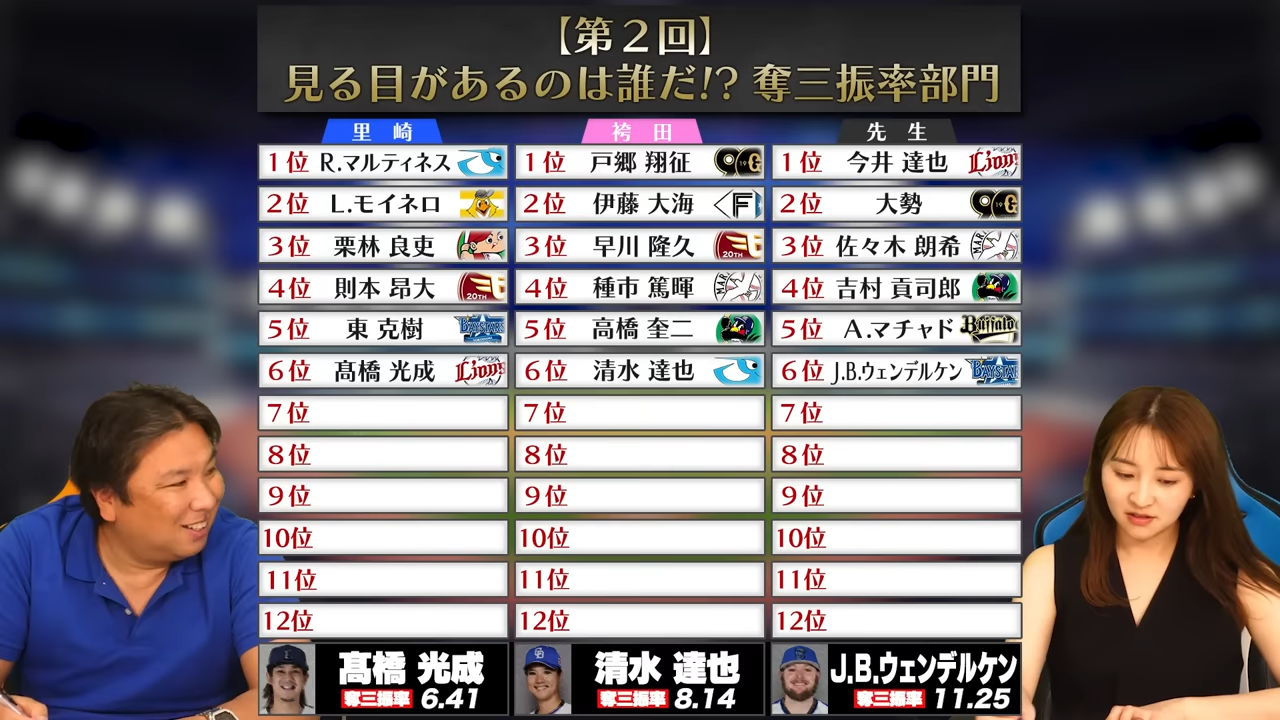 【第2回】
見る目があるのは誰だ!? 奪三振率部門
里崎
1位 R.マルティネス
2位 L.モイネロ
3位 栗林 良吏
4位 則本 昂大
5位 東 克樹
6位 髙橋 光成
7位
8位
9位
10位
11位
12位
髙橋 光成
奪三振率 6.41
袴田
1位 戸郷 翔征
2位 伊藤 大海
3位 早川 隆久
4位 種市 篤暉
5位 高橋 奎二
6位 清水 達也
7位
8位
9位
10位
11位
12位
清水 達也
奪三振率 8.14
先生
1位 今井 達也
2位 大勢
3位 佐々木 朗希
4位 吉村 貢司郎
5位 A.マチャド
6位 J.B.ウェンデルケン
7位
8位
9位
10位
11位
12位
J.B.ウェンデルケン
奪三振率 11.25